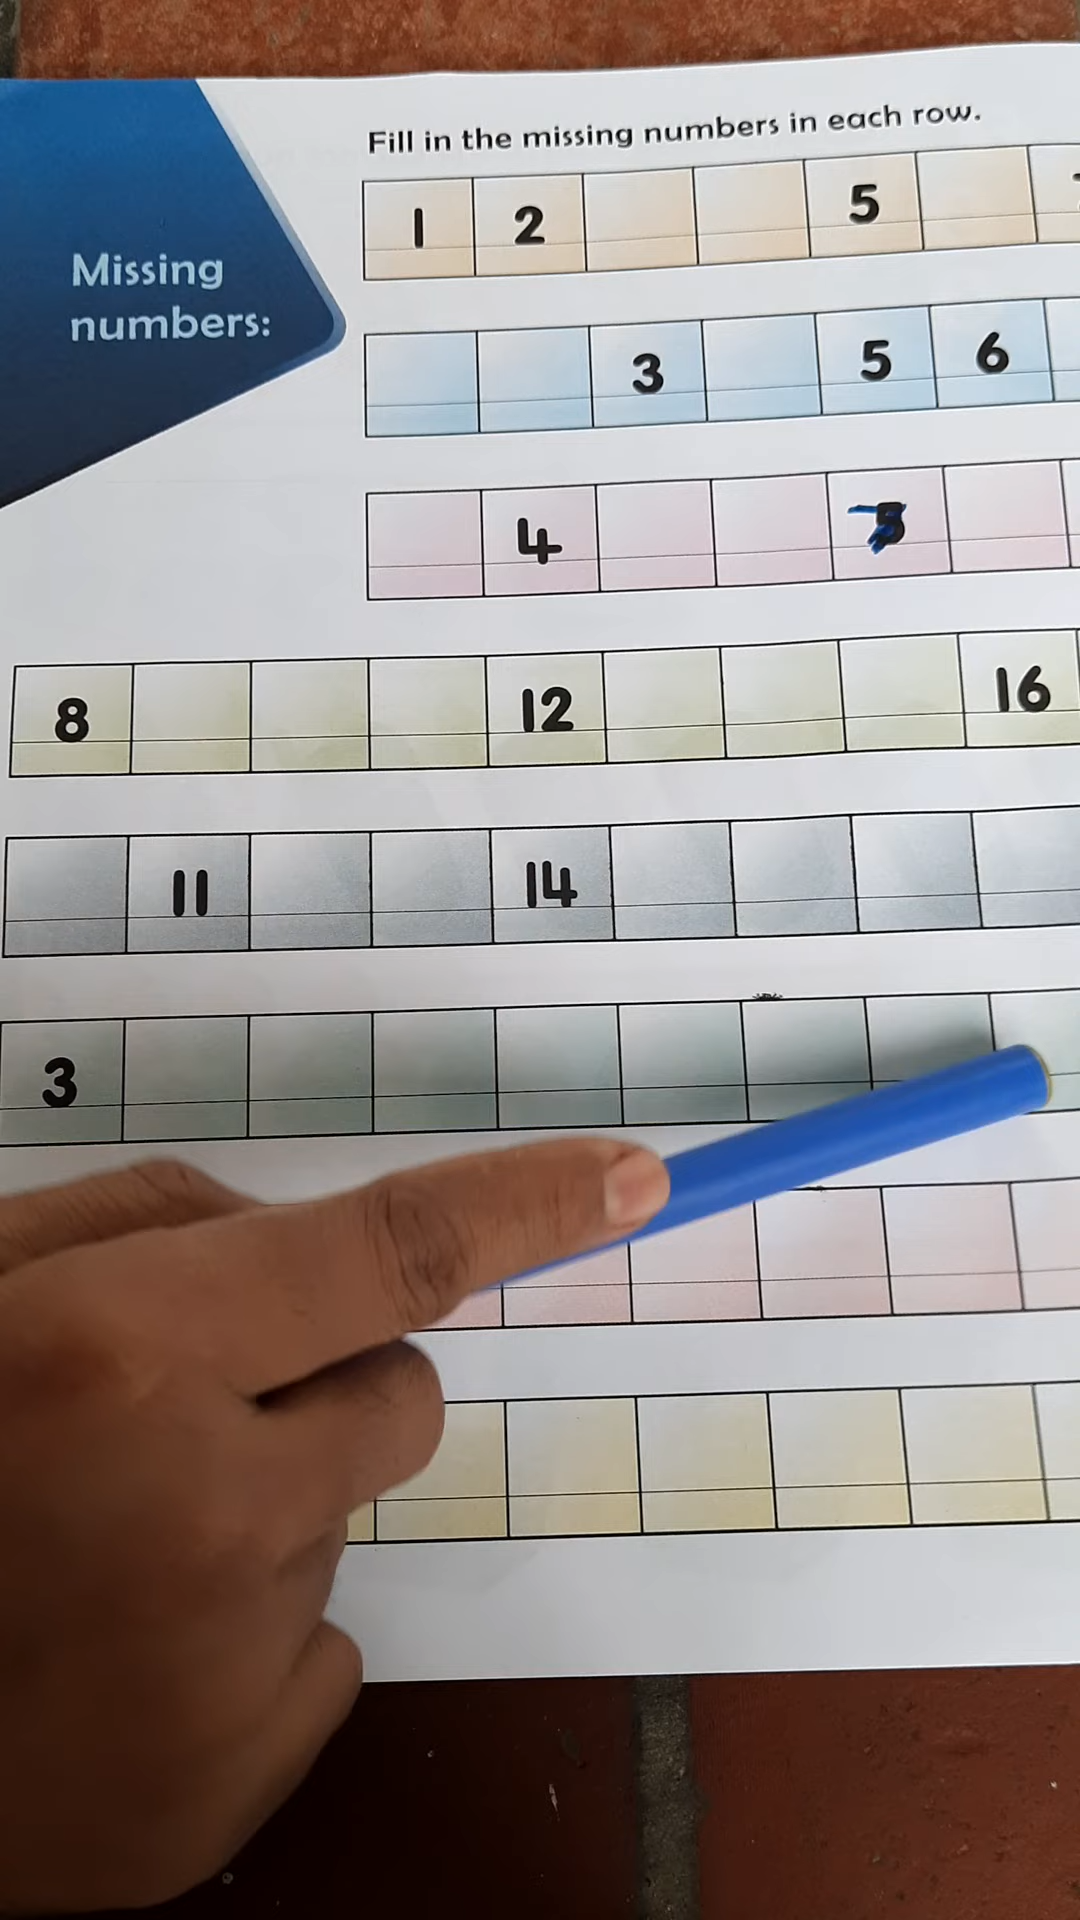 Fill in the missing numbers in each row.
Missing
numbers:
1 2 5
3 5 6
4 7
8 12 16
11 14
3